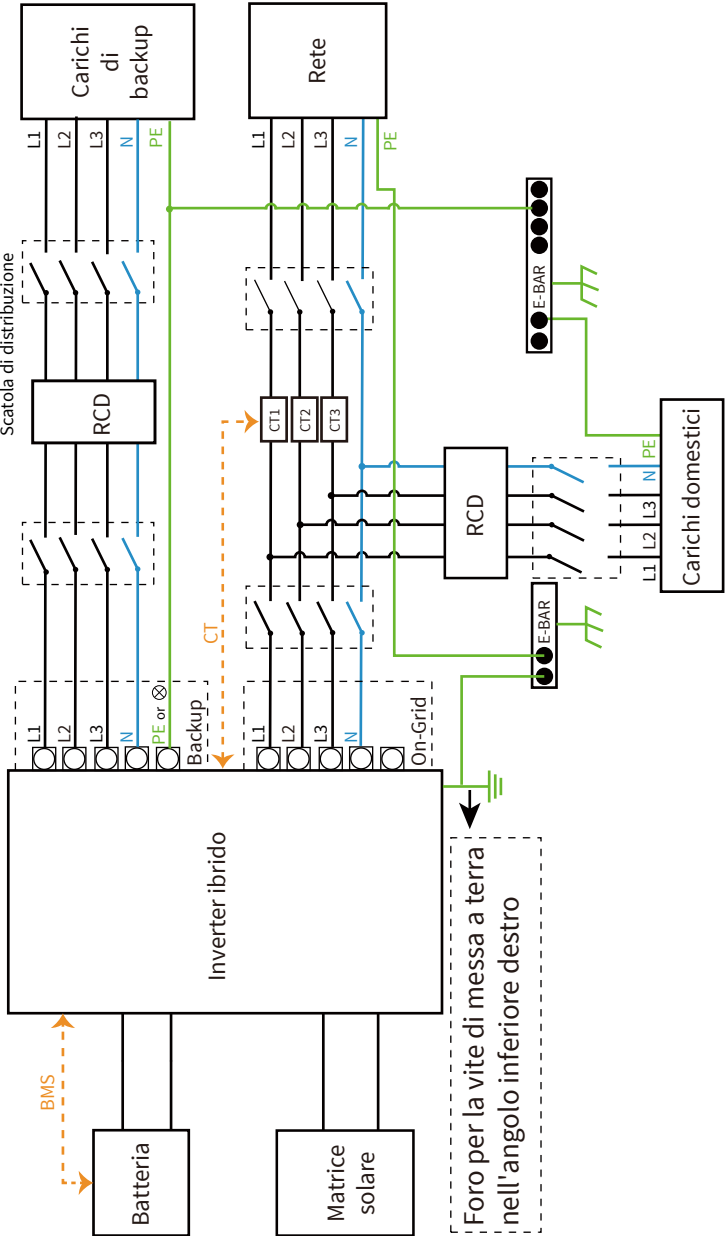 Scatola di distribuzione
Carichi
di
backup
Rete
L1
L2
L3
N
PE
L1
L2
L3
N
PE
RCD
CT1
CT2
CT3
E-BAR
CT
RCD
L1
L2
L3
N
PE
Carichi domestici
E-BAR
L1
L2
L3
N
PE or ⊗
Backup
L1
L2
L3
N
On-Grid
Inverter ibrido
Foro per la vite di messa a terra
nell'angolo inferiore destro
BMS
Batteria
Matrice
solare